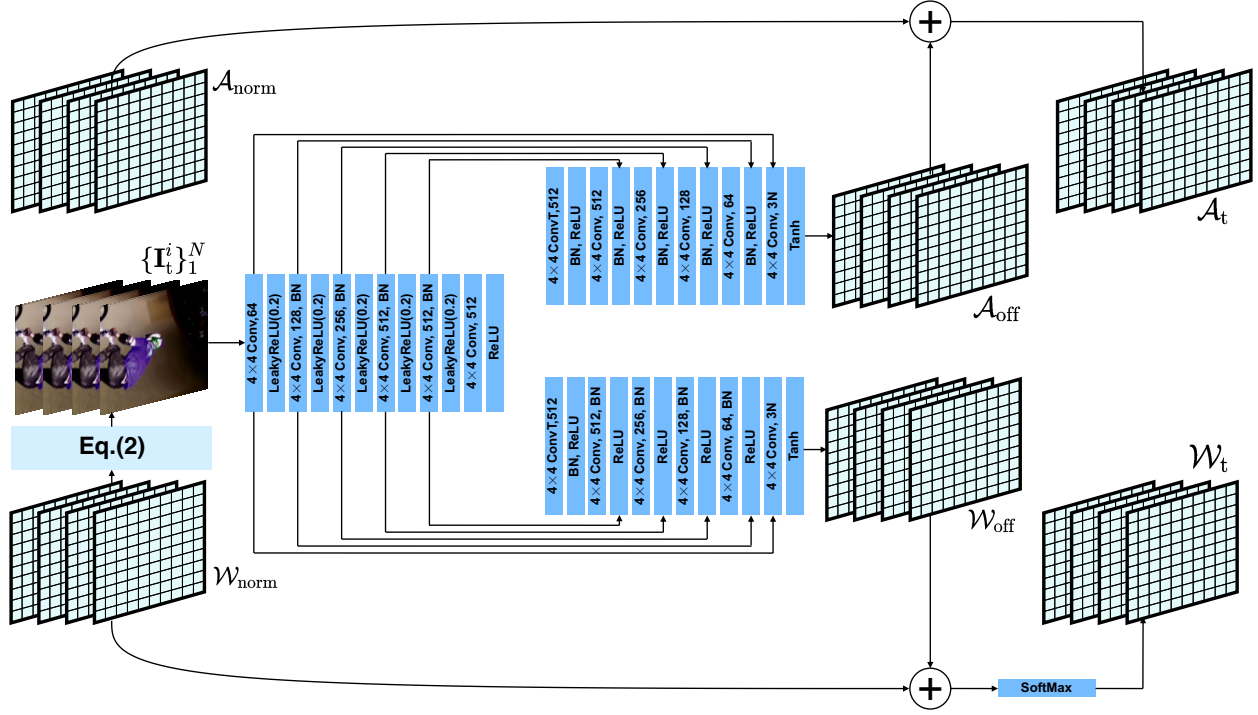 +
𝒜norm
𝒜t
{𝐈ᵢₜ}ᴺ₁
4×4 Conv,64
LeakyReLU(0.2)
4×4 Conv, 128, BN
LeakyReLU(0.2)
4×4 Conv, 256, BN
LeakyReLU(0.2)
4×4 Conv, 512, BN
LeakyReLU(0.2)
4×4 Conv, 512, BN
LeakyReLU(0.2)
4×4 Conv, 512
ReLU
4×4 ConvT,512
BN, ReLU
4×4 Conv, 512
BN, ReLU
4×4 Conv, 256
BN, ReLU
4×4 Conv, 128
BN, ReLU
4×4 Conv, 64
BN, ReLU
4×4 Conv, 3N
Tanh
𝒜off
4×4 ConvT,512
BN, ReLU
4×4 Conv, 512, BN
ReLU
4×4 Conv, 256, BN
ReLU
4×4 Conv, 128, BN
ReLU
4×4 Conv, 64, BN
ReLU
4×4 Conv, 3N
Tanh
Eq.(2)
𝒲off
𝒲t
𝒲norm
+
SoftMax